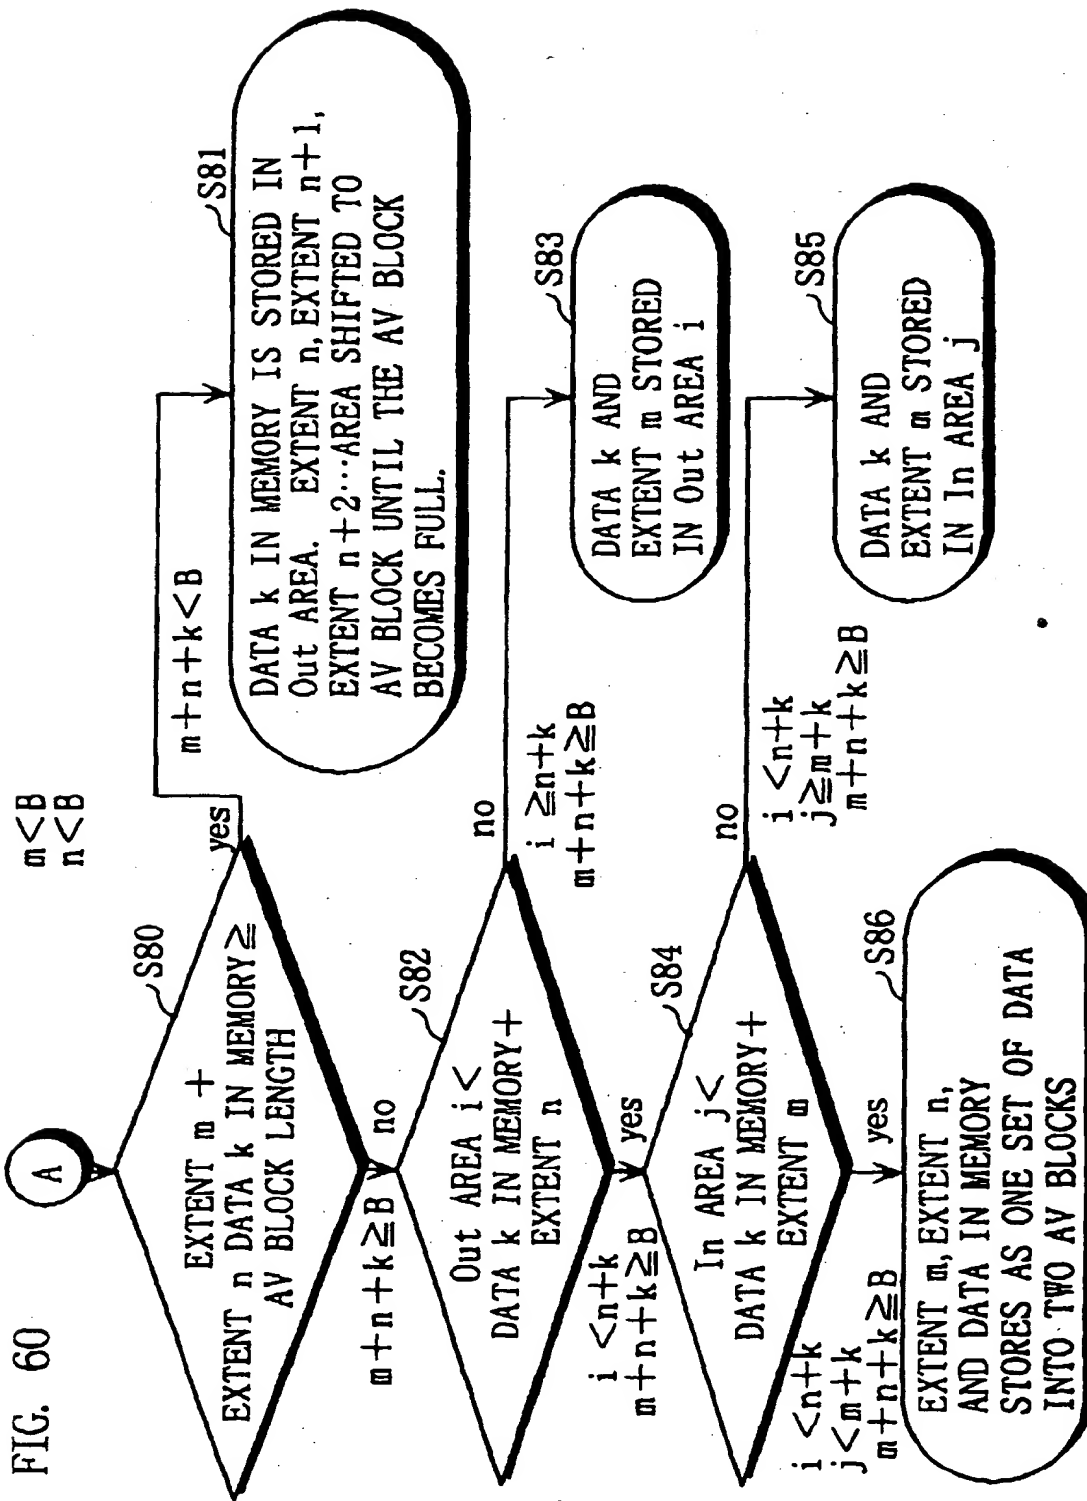 FIG. 60
m<B
n<B
A
S80
EXTENT m +
EXTENT n DATA k IN MEMORY≧
AV BLOCK LENGTH
yes
m+n+k<B
S81
DATA k IN MEMORY IS STORED IN
Out AREA. EXTENT n, EXTENT n+1,
EXTENT n+2···AREA SHIFTED TO
AV BLOCK UNTIL THE AV BLOCK
BECOMES FULL.
no
m+n+k≧B
S82
Out AREA i<
DATA k IN MEMORY+
EXTENT n
no
i ≧n+k
m+n+k≧B
S83
DATA k AND
EXTENT m STORED
IN Out AREA i
yes
i <n+k
m+n+k≧B
S84
In AREA j<
DATA k IN MEMORY+
EXTENT m
no
i <n+k
j≧m+k
m+n+k≧B
S85
DATA k AND
EXTENT m STORED
IN In AREA j
yes
i <n+k
j<m+k
m+n+k≧B
S86
EXTENT m, EXTENT n,
AND DATA IN MEMORY
STORES AS ONE SET OF DATA
INTO TWO AV BLOCKS